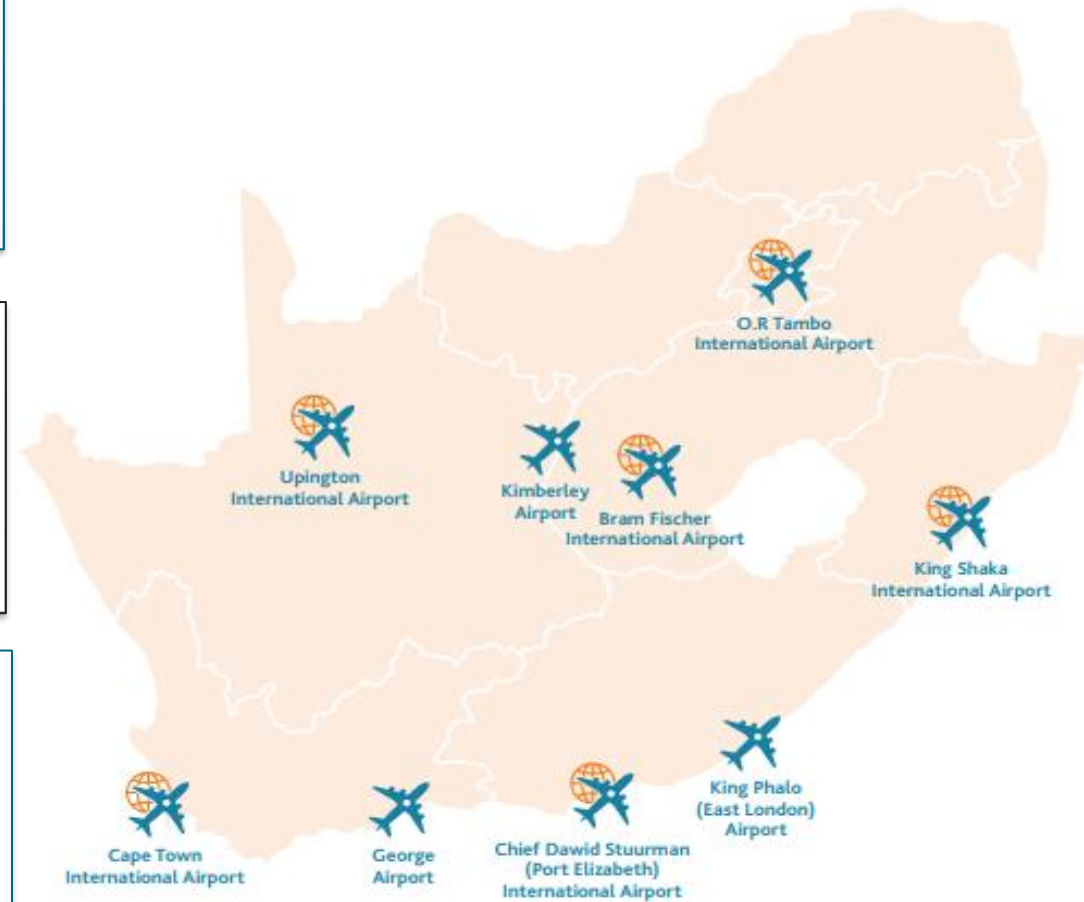 O.R Tambo
International Airport
Upington
International Airport
Kimberley
Airport
Bram Fischer
International Airport
King Shaka
International Airport
King Phalo
(East London)
Airport
Cape Town
International Airport
George
Airport
Chief Dawid Stuurman
(Port Elizabeth)
International Airport